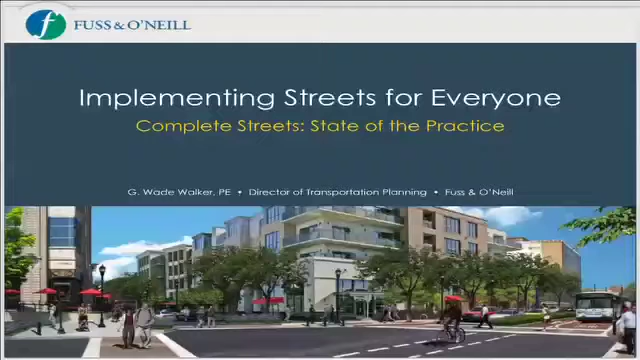 FUSS & O'NEILL
Implementing Streets for Everyone
Complete Streets: State of the Practice
G. Wade Walker, PE • Director of Transportation Planning • Fuss & O'Neill